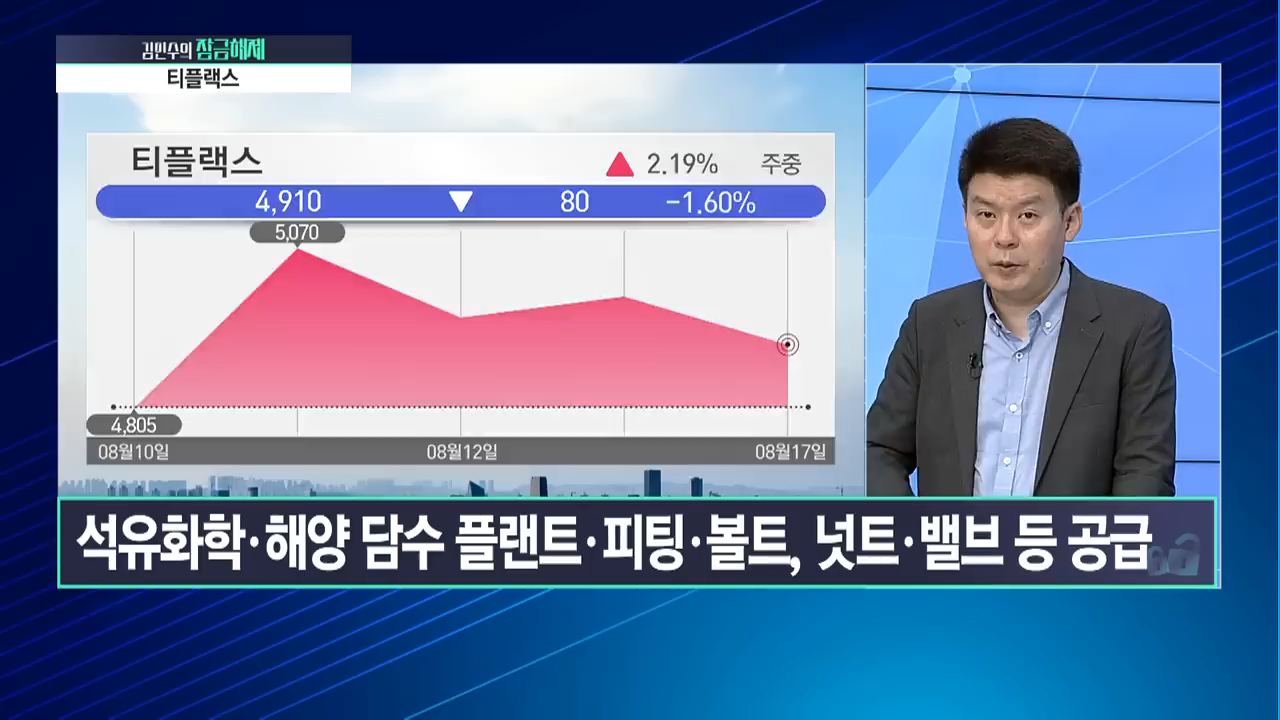 김민수의 잠금해제
티플랙스
티플랙스 ▲ 2.19% 주중
4,910 ▼ 80 -1.60%
5,070
4,805
08월10일 08월12일 08월17일
석유화학·해양 담수 플랜트·피팅·볼트, 넛트·밸브 등 공급